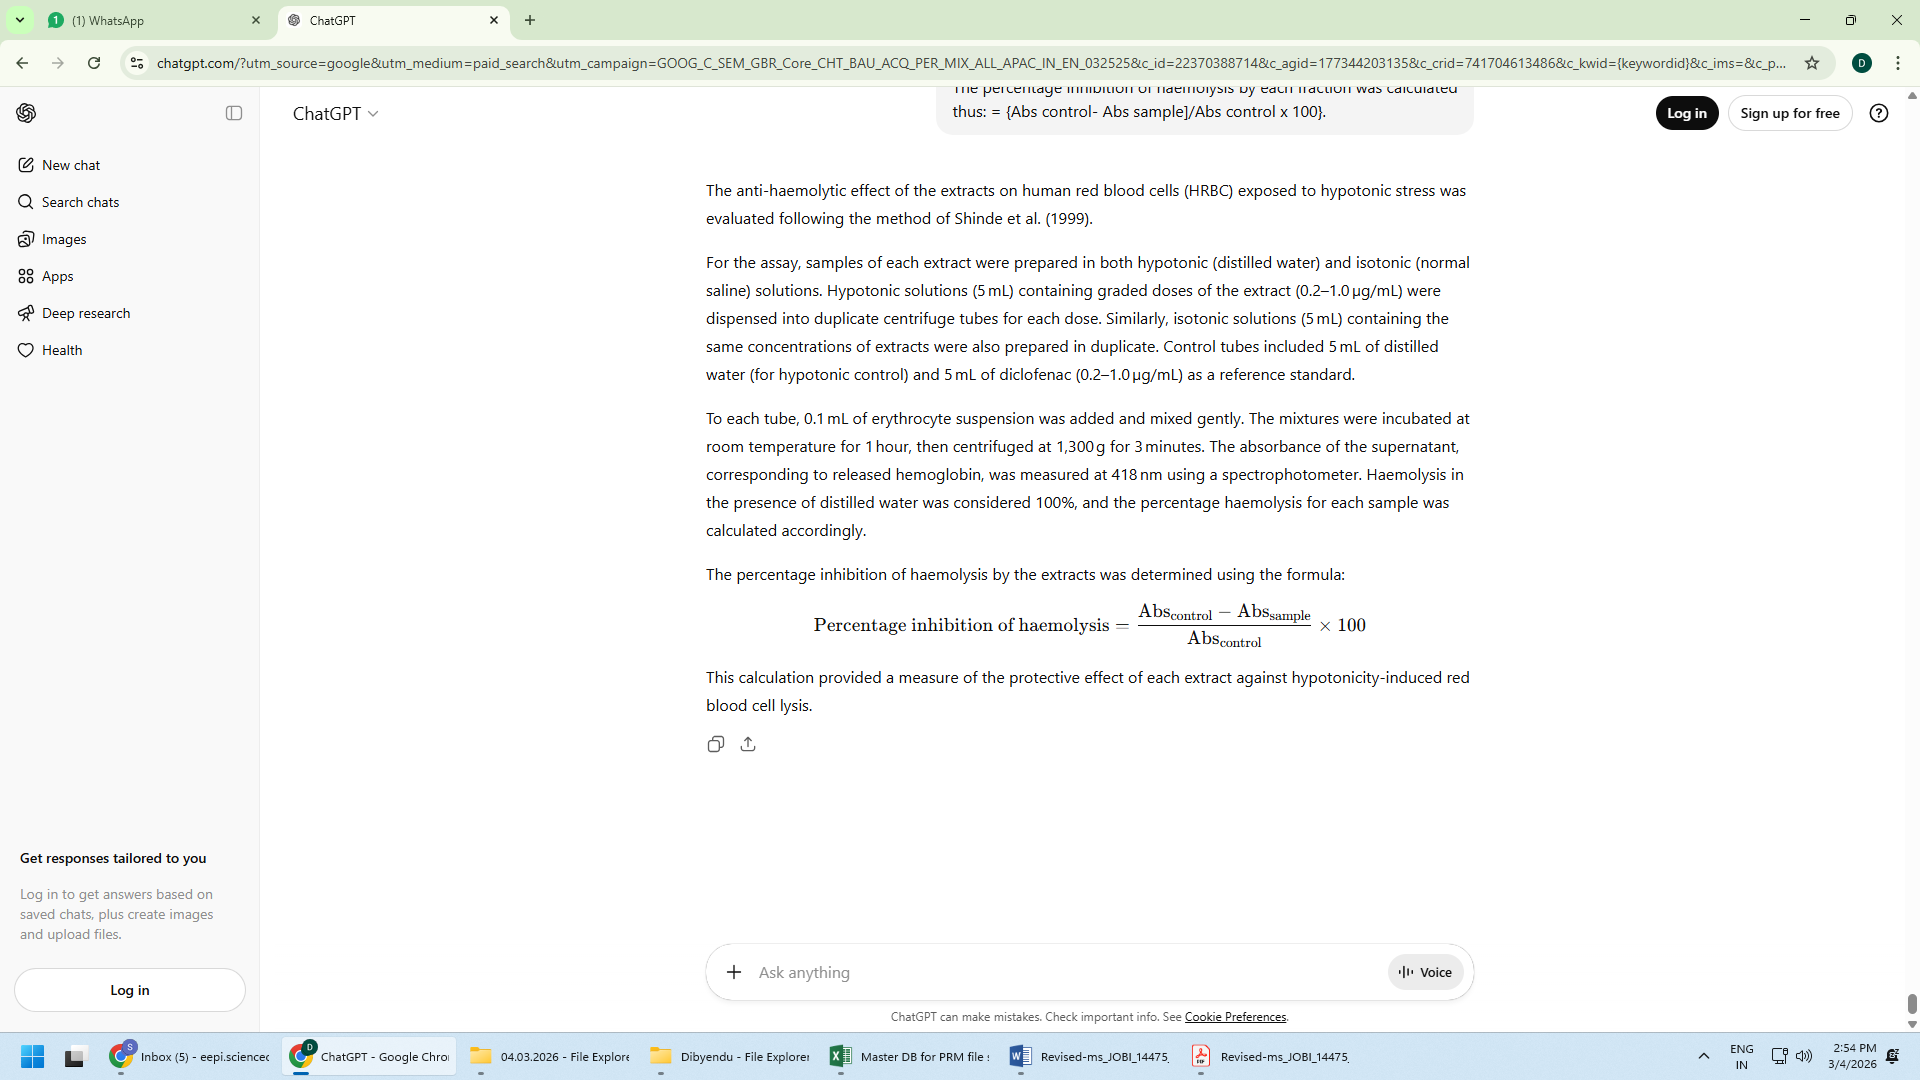 (1) WhatsApp
ChatGPT
chatgpt.com/?utm_source=google&utm_medium=paid_search&utm_campaign=GOOG_C_SEM_GBR_Core_CHT_BAU_ACQ_PER_MIX_ALL_APAC_IN_EN_032525&c_id=22370388714&c_agid=177344203135&c_crid=741704613486&c_kwid={keywordid}&c_ims=&c_p...
D
ChatGPT
Log in
Sign up for free
New chat
Search chats
Images
Apps
Deep research
Health
The percentage inhibition of haemolysis by each fraction was calculated
thus: = {Abs control- Abs sample]/Abs control x 100}.
The anti-haemolytic effect of the extracts on human red blood cells (HRBC) exposed to hypotonic stress was
evaluated following the method of Shinde et al. (1999).
For the assay, samples of each extract were prepared in both hypotonic (distilled water) and isotonic (normal
saline) solutions. Hypotonic solutions (5 mL) containing graded doses of the extract (0.2–1.0 µg/mL) were
dispensed into duplicate centrifuge tubes for each dose. Similarly, isotonic solutions (5 mL) containing the
same concentrations of extracts were also prepared in duplicate. Control tubes included 5 mL of distilled
water (for hypotonic control) and 5 mL of diclofenac (0.2–1.0 µg/mL) as a reference standard.
To each tube, 0.1 mL of erythrocyte suspension was added and mixed gently. The mixtures were incubated at
room temperature for 1 hour, then centrifuged at 1,300 g for 3 minutes. The absorbance of the supernatant,
corresponding to released hemoglobin, was measured at 418 nm using a spectrophotometer. Haemolysis in
the presence of distilled water was considered 100%, and the percentage haemolysis for each sample was
calculated accordingly.
The percentage inhibition of haemolysis by the extracts was determined using the formula:
Abscontrol − Abssample
Percentage inhibition of haemolysis = × 100
Abscontrol
This calculation provided a measure of the protective effect of each extract against hypotonicity-induced red
blood cell lysis.
Get responses tailored to you
Log in to get answers based on
saved chats, plus create images
and upload files.
Log in
Ask anything
Voice
ChatGPT can make mistakes. Check important info. See Cookie Preferences.
Inbox (5) - eepi.scienced
ChatGPT - Google Chro
04.03.2026 - File Explore
Dibyendu - File Explorer
Master DB for PRM file
Revised-ms_JOBI_14475
Revised-ms_JOBI_14475
ENG
IN
2:54 PM
3/4/2026